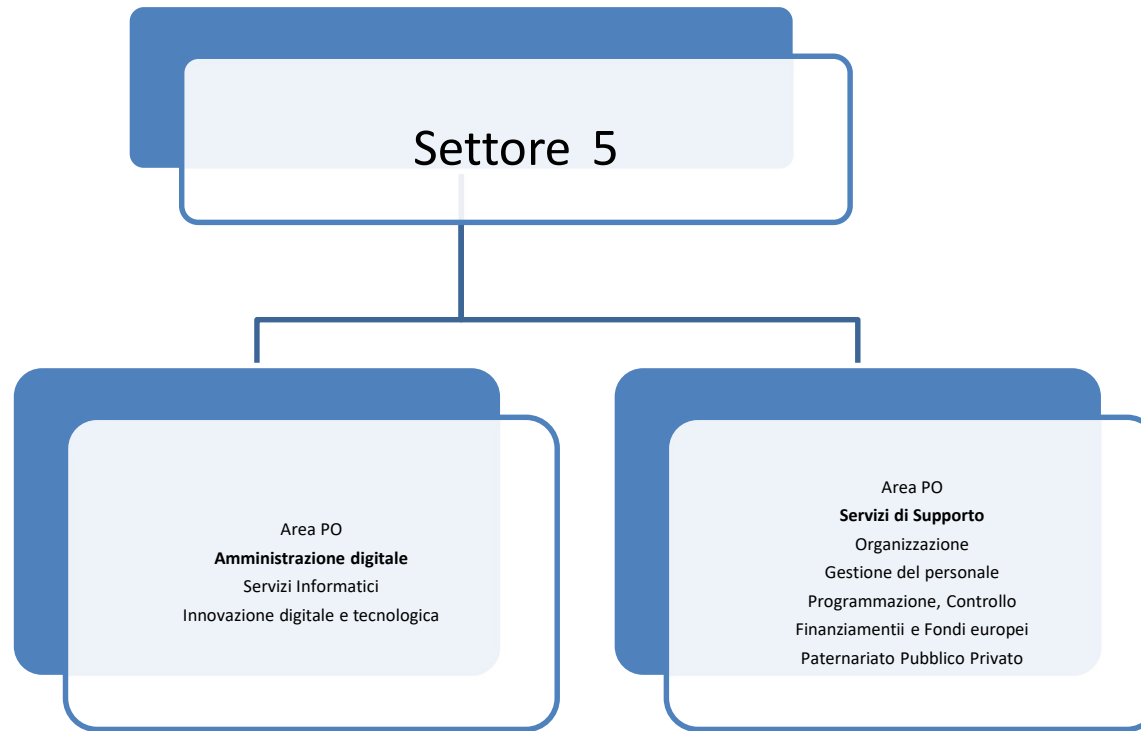 Settore 5
Area PO
Amministrazione digitale
Servizi Informatici
Innovazione digitale e tecnologica
Area PO
Servizi di Supporto
Organizzazione
Gestione del personale
Programmazione, Controllo
Finanziamentii e Fondi europei
Paternariato Pubblico Privato